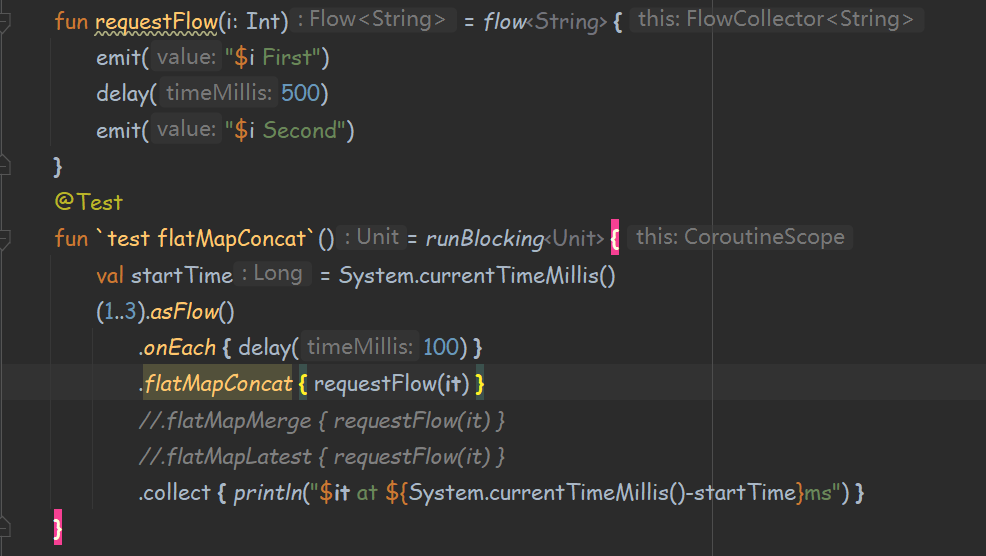 fun requestFlow(i: Int) : Flow<String> = flow<String> { this: FlowCollector<String>
emit( value: "$i First")
delay( timeMillis: 500)
emit( value: "$i Second")
}
@Test
fun `test flatMapConcat`() : Unit = runBlocking<Unit> { this: CoroutineScope
val startTime : Long = System.currentTimeMillis()
(1..3).asFlow()
.onEach { delay( timeMillis: 100) }
.flatMapConcat { requestFlow(it) }
//.flatMapMerge { requestFlow(it) }
//.flatMapLatest { requestFlow(it) }
.collect { println("$it at ${System.currentTimeMillis()-startTime}ms") }
}